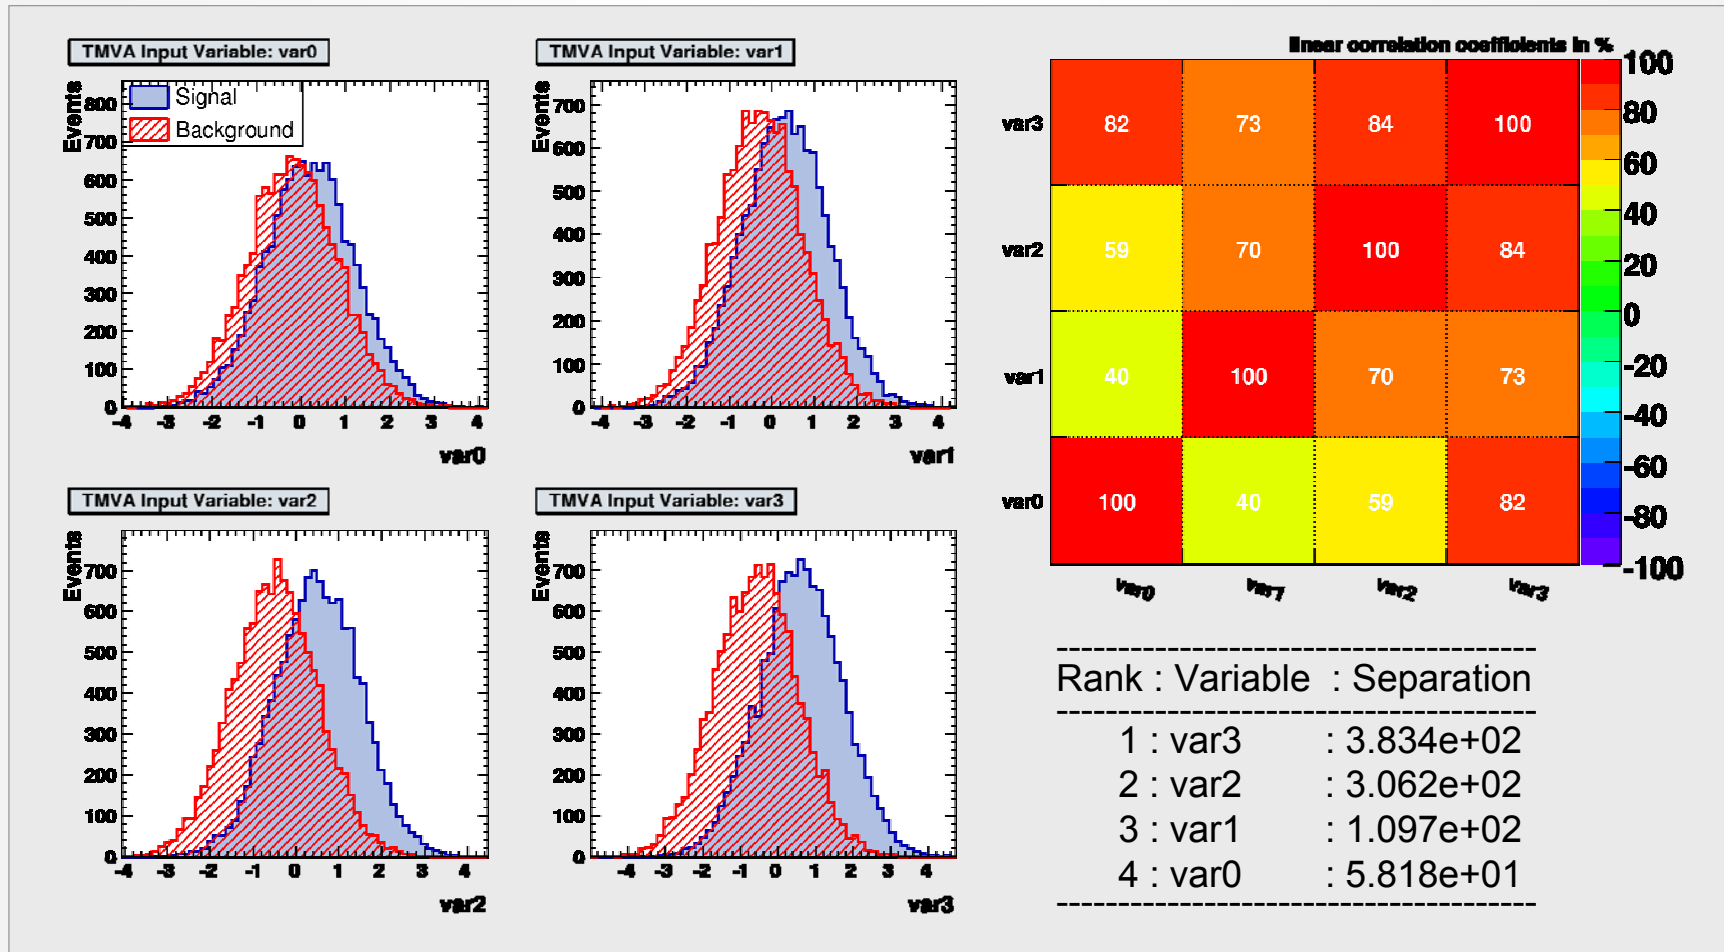 TMVA Input Variable: var0
Events
Signal
Background
800
700
600
500
400
300
200
100
0
-4 -3 -2 -1 0 1 2 3 4
var0
TMVA Input Variable: var1
Events
700
600
500
400
300
200
100
0
-4 -3 -2 -1 0 1 2 3 4
var1
TMVA Input Variable: var2
Events
700
600
500
400
300
200
100
0
-4 -3 -2 -1 0 1 2 3 4
var2
TMVA Input Variable: var3
Events
700
600
500
400
300
200
100
0
-4 -3 -2 -1 0 1 2 3 4
var3
linear correlation coefficients in %
var3 82 73 84 100
var2 59 70 100 84
var1 40 100 70 73
var0 100 40 59 82
var0 var1 var2 var3
100
80
60
40
20
0
-20
-40
-60
-80
-100
---------------------------------------
Rank : Variable : Separation
---------------------------------------
1 : var3 : 3.834e+02
2 : var2 : 3.062e+02
3 : var1 : 1.097e+02
4 : var0 : 5.818e+01
---------------------------------------